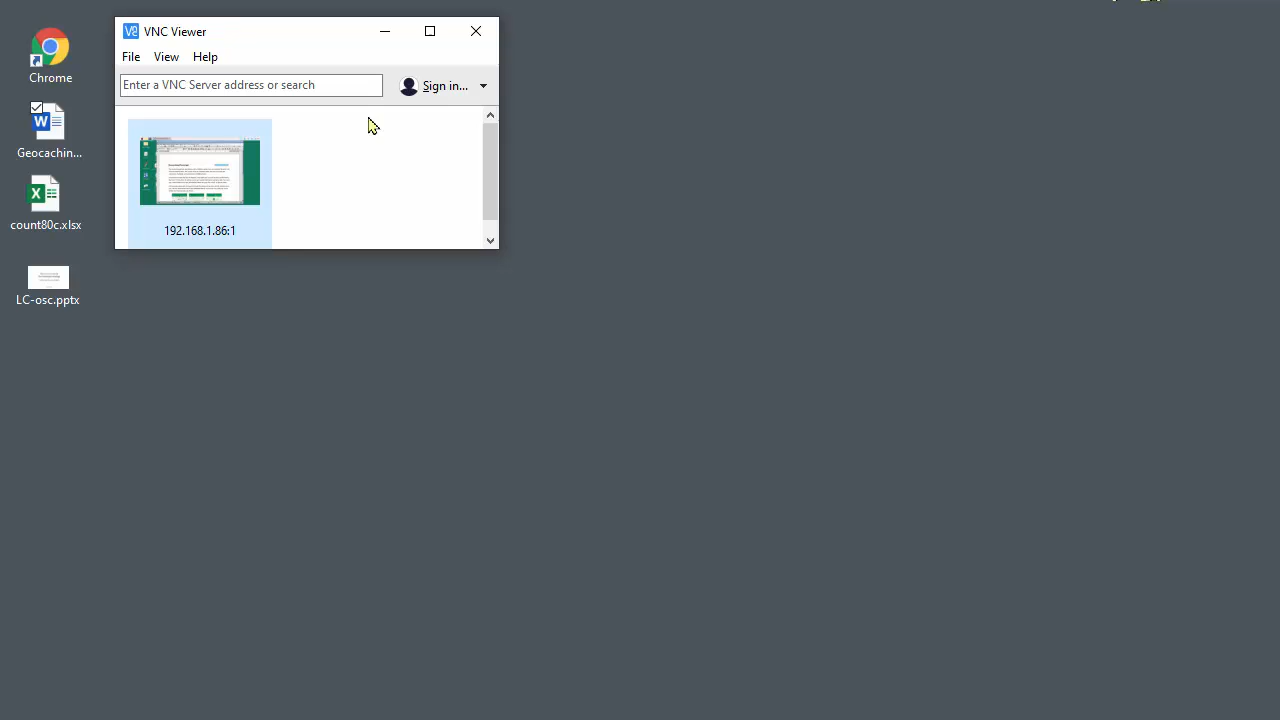 VNC Viewer
File View Help
Enter a VNC Server address or search
Sign in...
192.168.1.86:1
Chrome
Geocachin...
count80c.xlsx
LC-osc.pptx